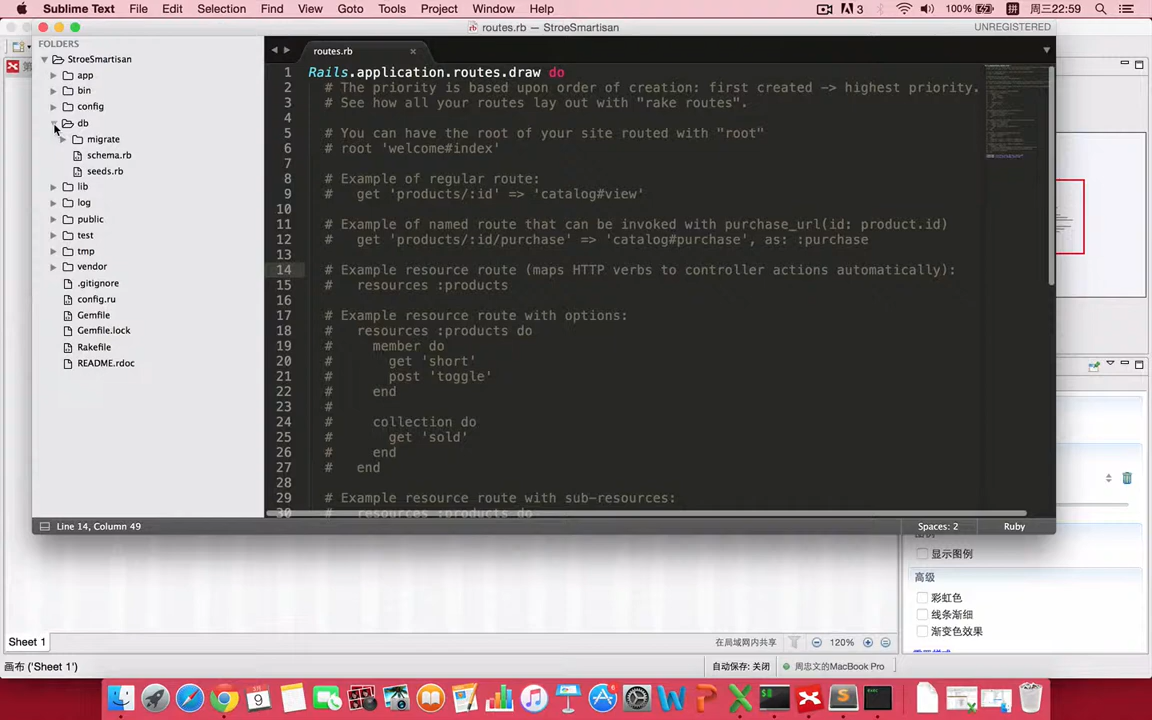 Sublime Text File Edit Selection Find View Goto Tools Project Window Help 3 100% 拼 周三22:59
routes.rb — StroeSmartisan UNREGISTERED
FOLDERS
StroeSmartisan
app
bin
config
db
migrate
schema.rb
seeds.rb
lib
log
public
test
tmp
vendor
.gitignore
config.ru
Gemfile
Gemfile.lock
Rakefile
README.rdoc
routes.rb
1 Rails.application.routes.draw do
2 # The priority is based upon order of creation: first created -> highest priority.
3 # See how all your routes lay out with "rake routes".
4
5 # You can have the root of your site routed with "root"
6 # root 'welcome#index'
7
8 # Example of regular route:
9 # get 'products/:id' => 'catalog#view'
10
11 # Example of named route that can be invoked with purchase_url(id: product.id)
12 # get 'products/:id/purchase' => 'catalog#purchase', as: :purchase
13
14 # Example resource route (maps HTTP verbs to controller actions automatically):
15 # resources :products
16
17 # Example resource route with options:
18 # resources :products do
19 # member do
20 # get 'short'
21 # post 'toggle'
22 # end
23 #
24 # collection do
25 # get 'sold'
26 # end
27 # end
28
29 # Example resource route with sub-resources:
30 # resources :products do
Line 14, Column 49 Spaces: 2 Ruby
显示图例
高级
彩虹色
线条渐细
渐变色效果
Sheet 1 在局域网内共享 120%
画布 ('Sheet 1') 自动保存: 关闭 周忠文的MacBook Pro
9